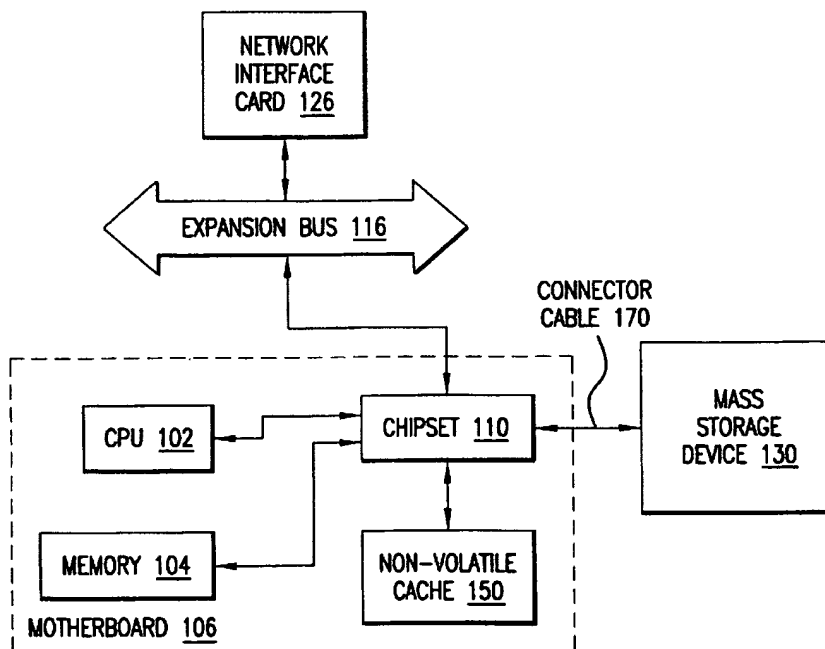 NETWORK
INTERFACE
CARD 126
EXPANSION BUS 116
CONNECTOR
CABLE 170
CPU 102
CHIPSET 110
MASS
STORAGE
DEVICE 130
MEMORY 104
NON-VOLATILE
CACHE 150
MOTHERBOARD 106